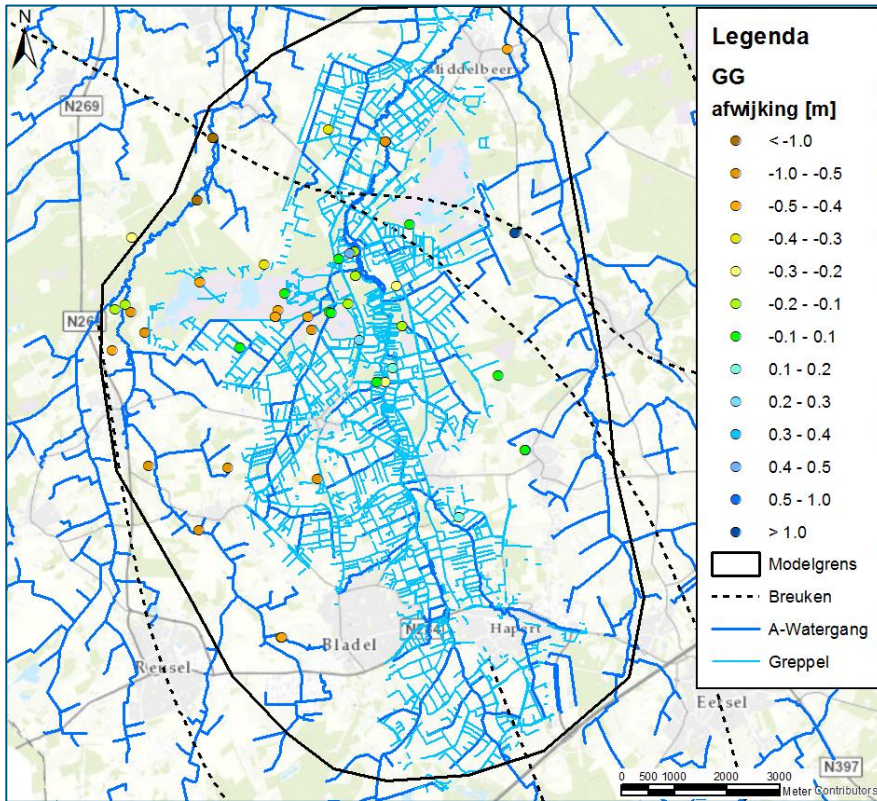 N
Middelbeer
N269
N26
Bladel
N284
Hapert
Reusel
Eersel
N397
Legenda
GG
afwijking [m]
< -1.0
-1.0 - -0.5
-0.5 - -0.4
-0.4 - -0.3
-0.3 - -0.2
-0.2 - -0.1
-0.1 - 0.1
0.1 - 0.2
0.2 - 0.3
0.3 - 0.4
0.4 - 0.5
0.5 - 1.0
> 1.0
Modelgrens
Breuken
A-Watergang
Greppel
0 500 1000 2000 3000
Meter Contributors